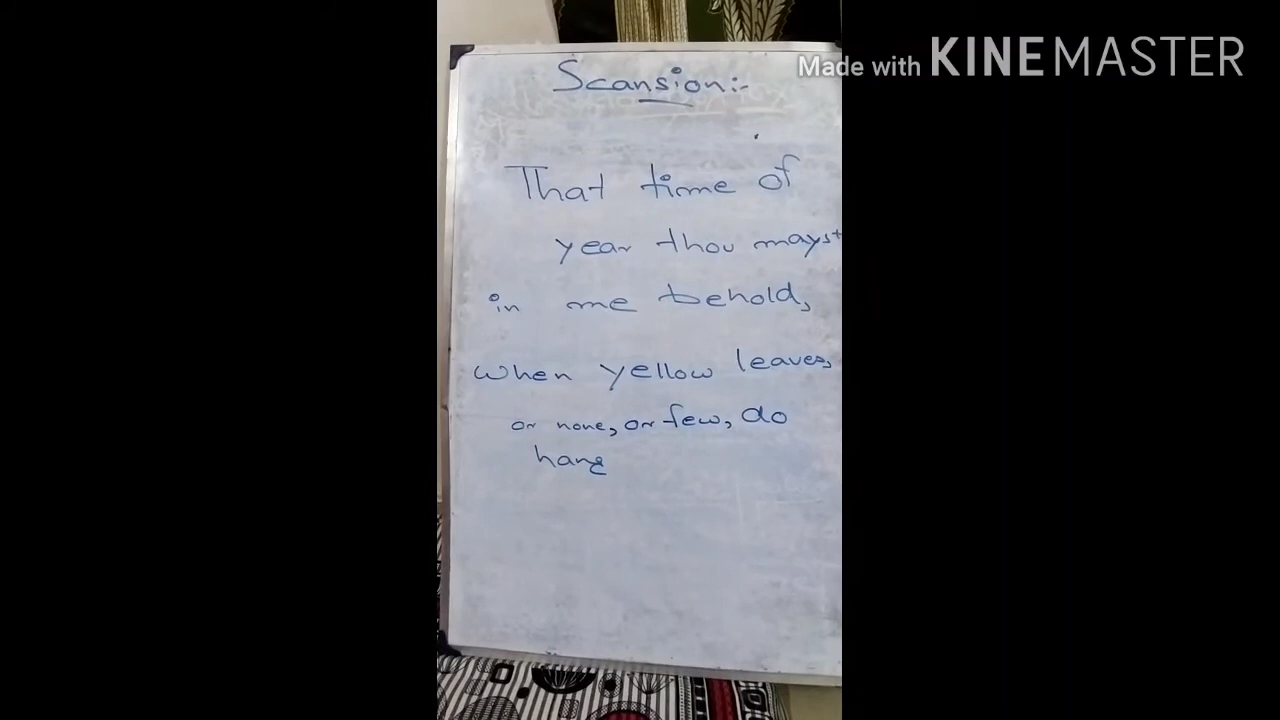 Made with KINEMASTER
Scansion:-
That time of
year thou mayst
in me behold,
when yellow leaves,
or none, or few, do
hang